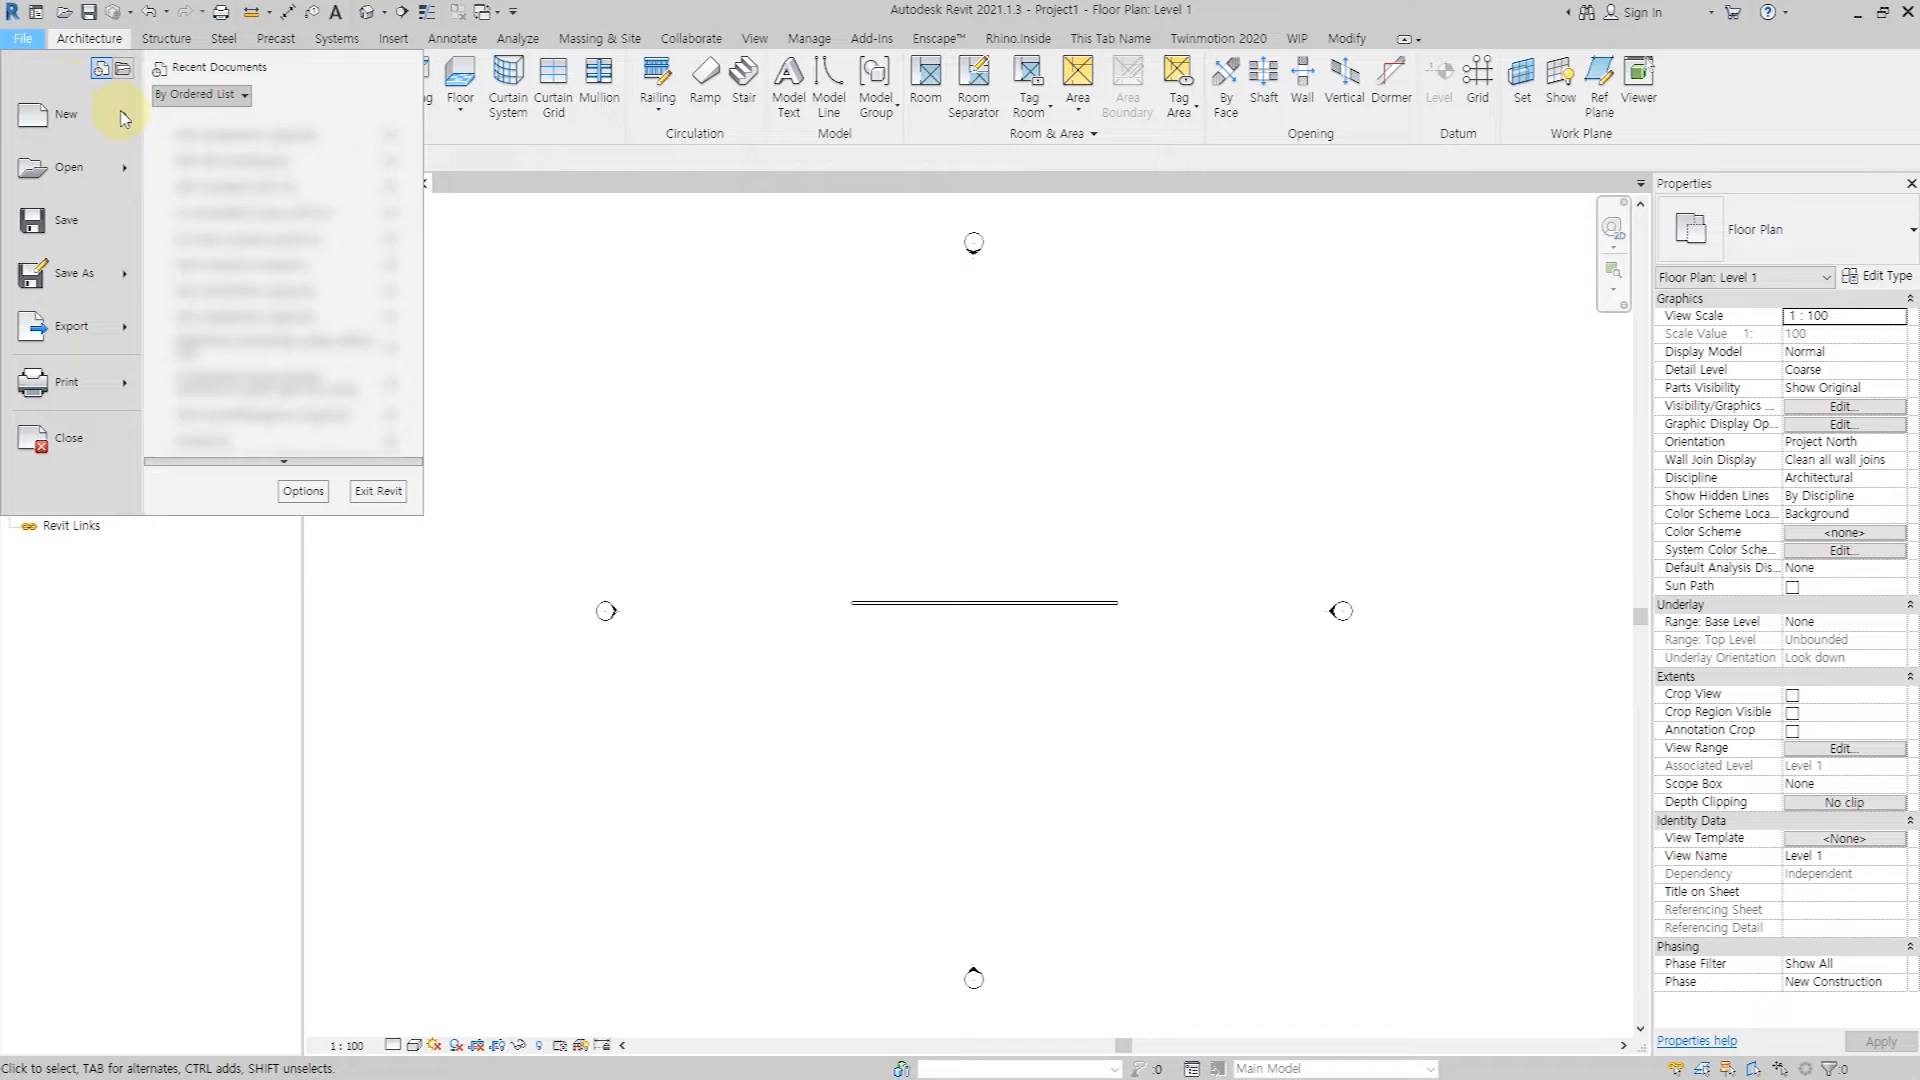 Autodesk Revit 2021.1.3 - Project1 - Floor Plan: Level 1
Sign In
File Architecture Structure Steel Precast Systems Insert Annotate Analyze Massing & Site Collaborate View Manage Add-Ins Enscape™ Rhino.Inside This Tab Name Twinmotion 2020 WIP Modify
Recent Documents
By Ordered List
New
Open
Save
Save As
Export
Print
Close
Options
Exit Revit
Floor
Curtain System
Curtain Grid
Mullion
Railing
Ramp
Stair
Model Text
Model Line
Model Group
Room
Room Separator
Tag Room
Area
Area Boundary
Tag Area
By Face
Shaft
Wall
Vertical
Dormer
Level
Grid
Set
Show
Ref Plane
Viewer
Circulation
Model
Room & Area
Opening
Datum
Work Plane
Revit Links
Properties
Floor Plan
Floor Plan: Level 1
Edit Type
Graphics
View Scale 1 : 100
Scale Value 1: 100
Display Model Normal
Detail Level Coarse
Parts Visibility Show Original
Visibility/Graphics ... Edit...
Graphic Display Op... Edit...
Orientation Project North
Wall Join Display Clean all wall joins
Discipline Architectural
Show Hidden Lines By Discipline
Color Scheme Loca... Background
Color Scheme <none>
System Color Sche... Edit...
Default Analysis Dis... None
Sun Path
Underlay
Range: Base Level None
Range: Top Level Unbounded
Underlay Orientation Look down
Extents
Crop View
Crop Region Visible
Annotation Crop
View Range Edit...
Associated Level Level 1
Scope Box None
Depth Clipping No clip
Identity Data
View Template <None>
View Name Level 1
Dependency Independent
Title on Sheet
Referencing Sheet
Referencing Detail
Phasing
Phase Filter Show All
Phase New Construction
Properties help
Apply
1 : 100
Click to select, TAB for alternates, CTRL adds, SHIFT unselects.
:0
Main Model
:0